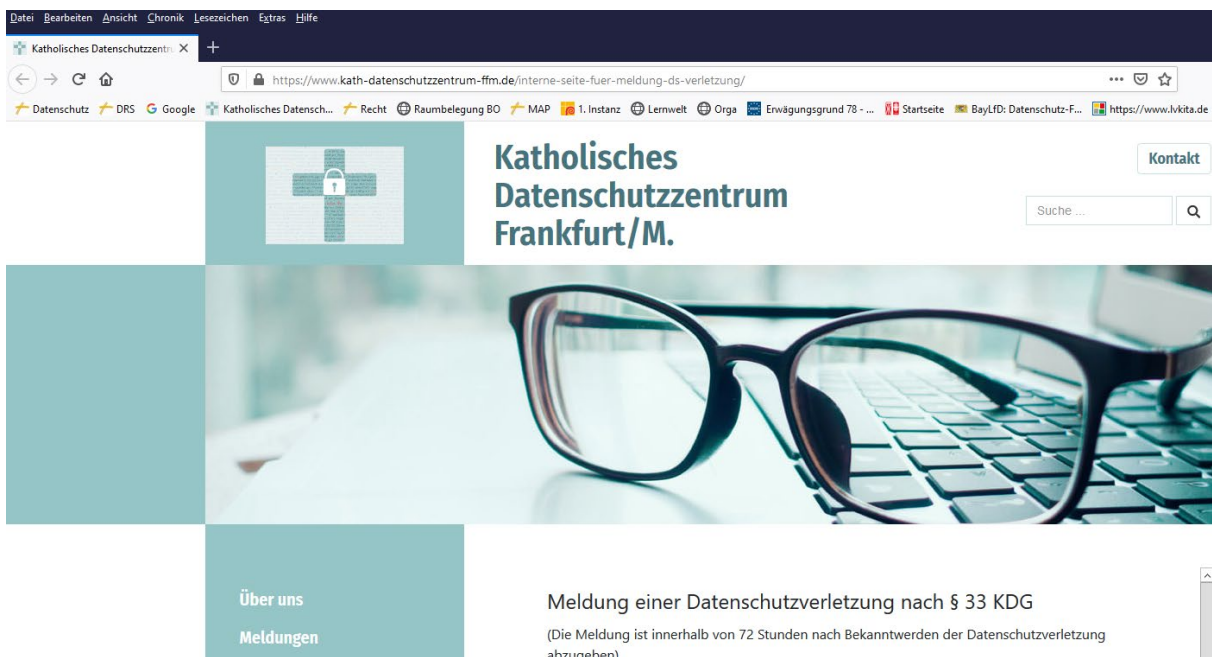 Datei Bearbeiten Ansicht Chronik Lesezeichen Extras Hilfe
Katholisches Datenschutzzentr
https://www.kath-datenschutzzentrum-ffm.de/interne-seite-fuer-meldung-ds-verletzung/
Datenschutz DRS Google Katholisches Datensch... Recht Raumbelegung BO MAP 1. Instanz Lernwelt Orga Erwägungsgrund 78 - ... Startseite BayLfD: Datenschutz-F... https://www.lvkita.de
Katholisches
Datenschutzzentrum
Frankfurt/M.
Kontakt
Suche ...
Über uns
Meldungen
Meldung einer Datenschutzverletzung nach § 33 KDG
(Die Meldung ist innerhalb von 72 Stunden nach Bekanntwerden der Datenschutzverletzung
abzugeben)